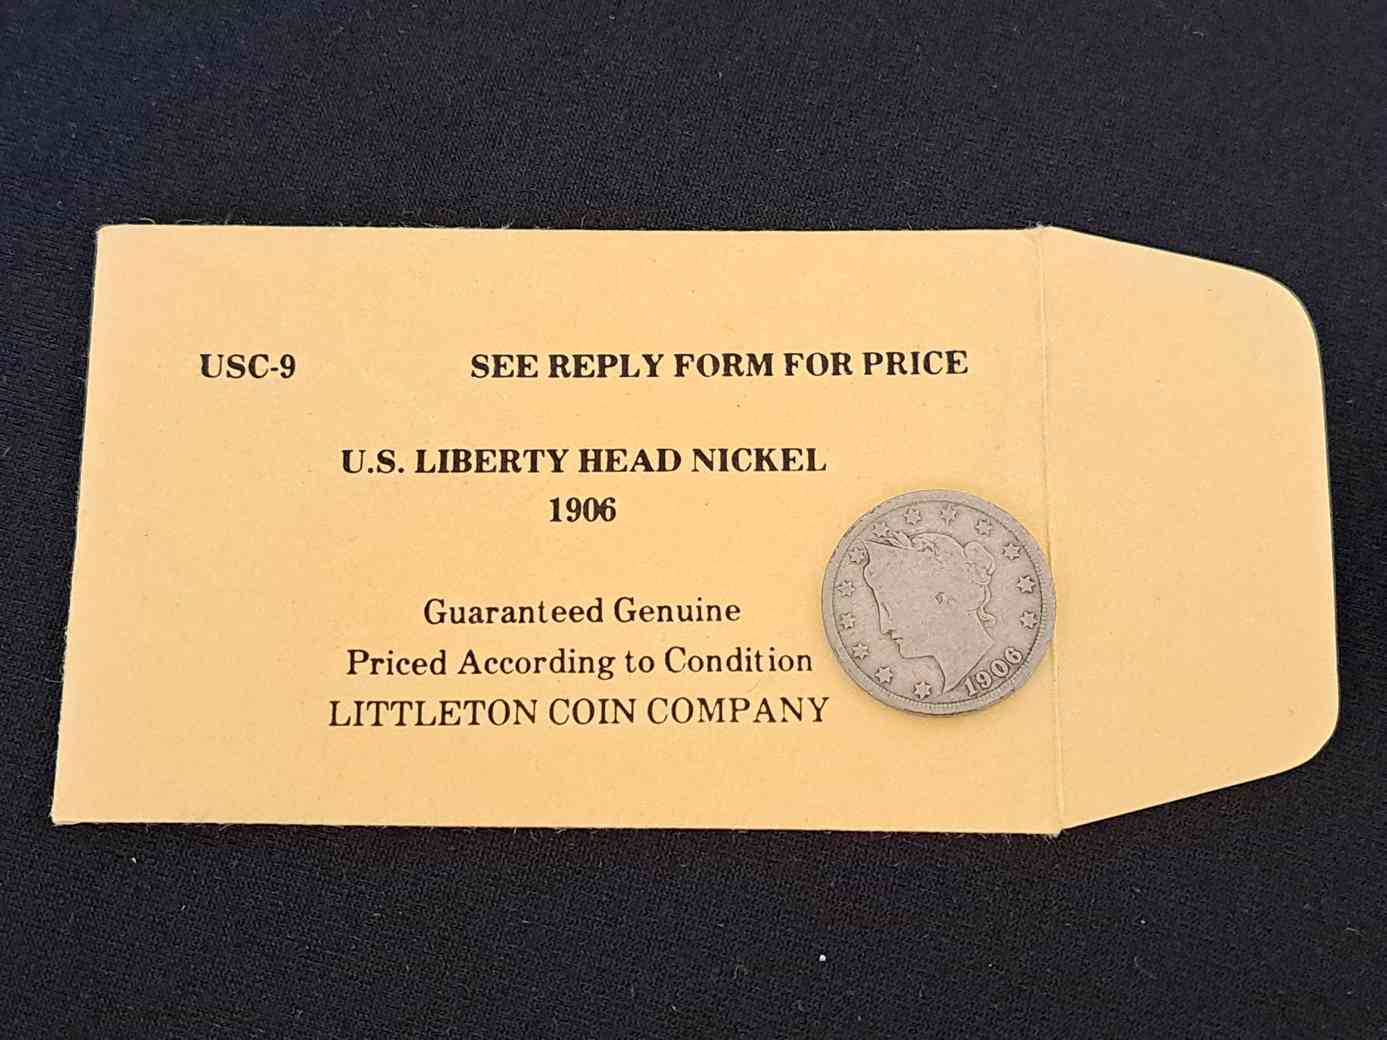 USC-9 SEE REPLY FORM FOR PRICE
U.S. LIBERTY HEAD NICKEL
1906
Guaranteed Genuine
Priced According to Condition
LITTLETON COIN COMPANY
1906